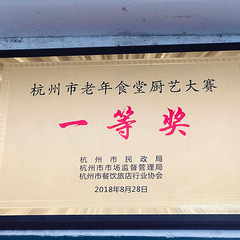 杭州市老年食堂厨艺大赛
一等奖
杭州市民政局
杭州市市场监督管理局
杭州市餐饮旅店行业协会
2018年8月28日